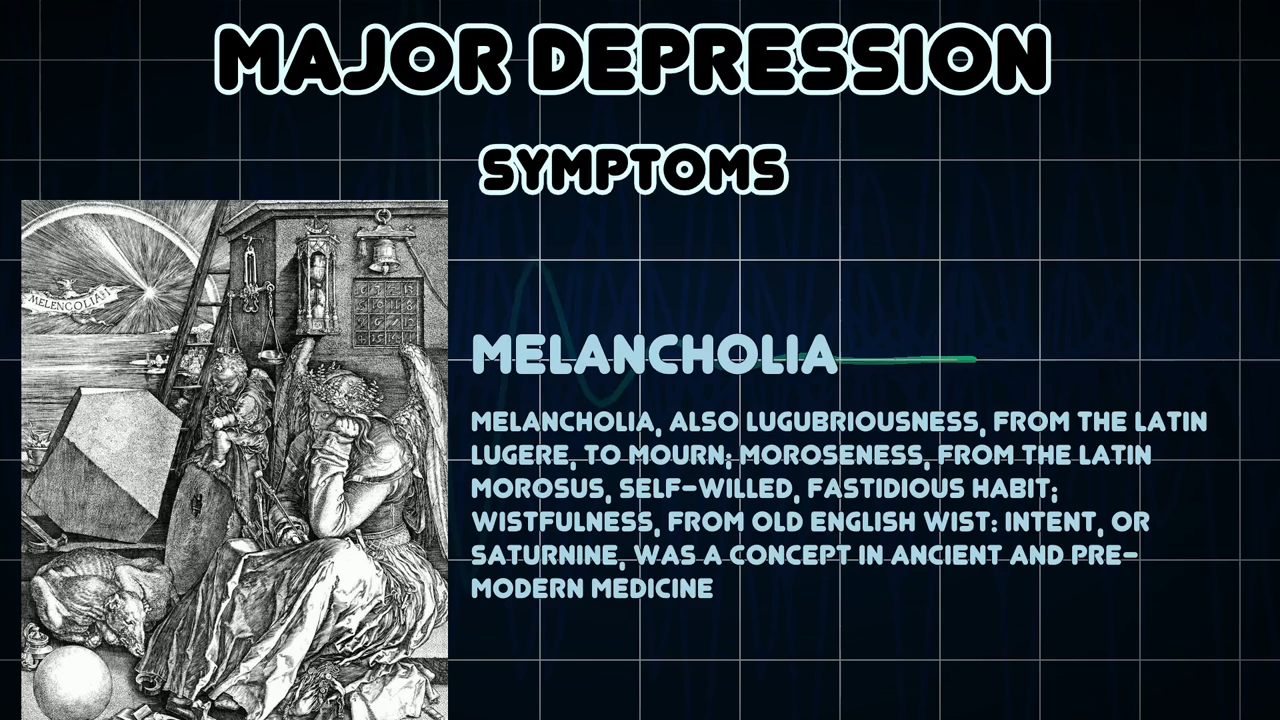 MAJOR DEPRESSION
SYMPTOMS
MELENCOLIA
MELANCHOLIA
MELANCHOLIA, ALSO LUGUBRIOUSNESS, FROM THE LATIN
LUGERE, TO MOURN; MOROSENESS, FROM THE LATIN
MOROSUS, SELF-WILLED, FASTIDIOUS HABIT;
WISTFULNESS, FROM OLD ENGLISH WIST: INTENT, OR
SATURNINE, WAS A CONCEPT IN ANCIENT AND PRE-
MODERN MEDICINE